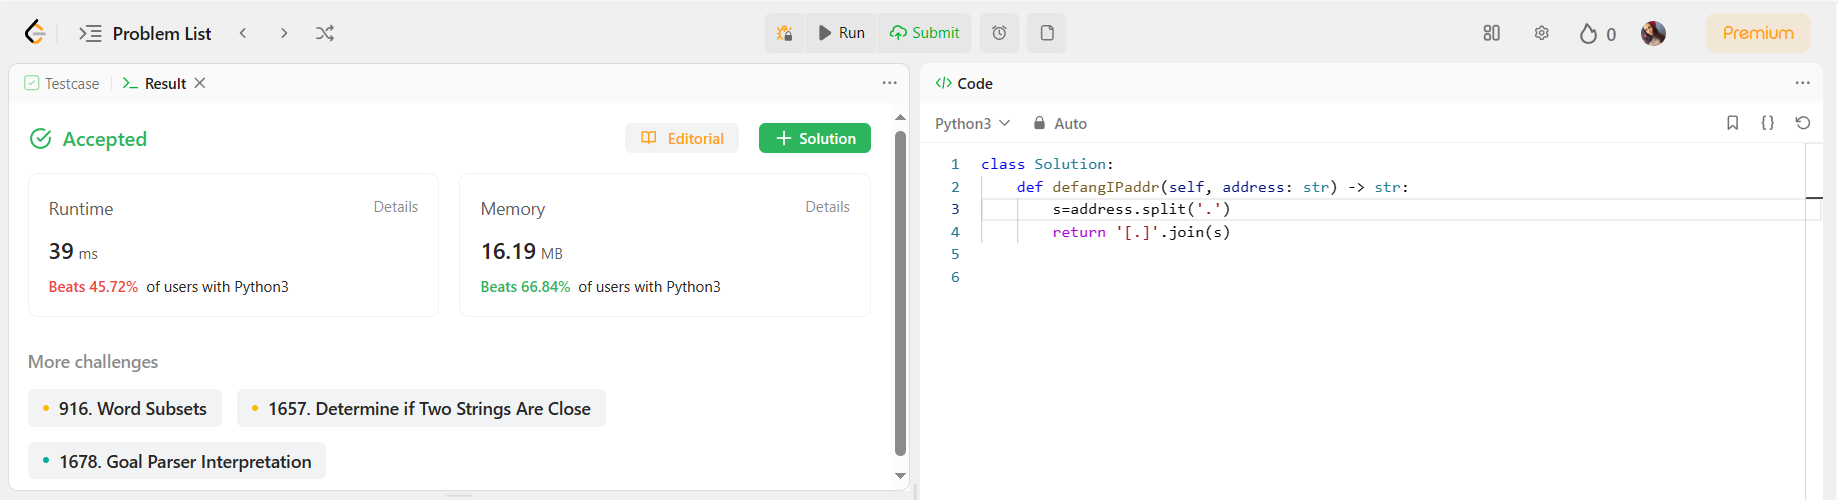 Problem List
Run
Submit
0
Premium
Testcase
Result
Accepted
Editorial
Solution
Runtime
Details
39 ms
Beats 45.72% of users with Python3
Memory
Details
16.19 MB
Beats 66.84% of users with Python3
More challenges
916. Word Subsets
1657. Determine if Two Strings Are Close
1678. Goal Parser Interpretation
</> Code
Python3
Auto
{}
1 class Solution:
2     def defangIPaddr(self, address: str) -> str:
3         s=address.split('.')
4         return '[.]'.join(s)
5
6